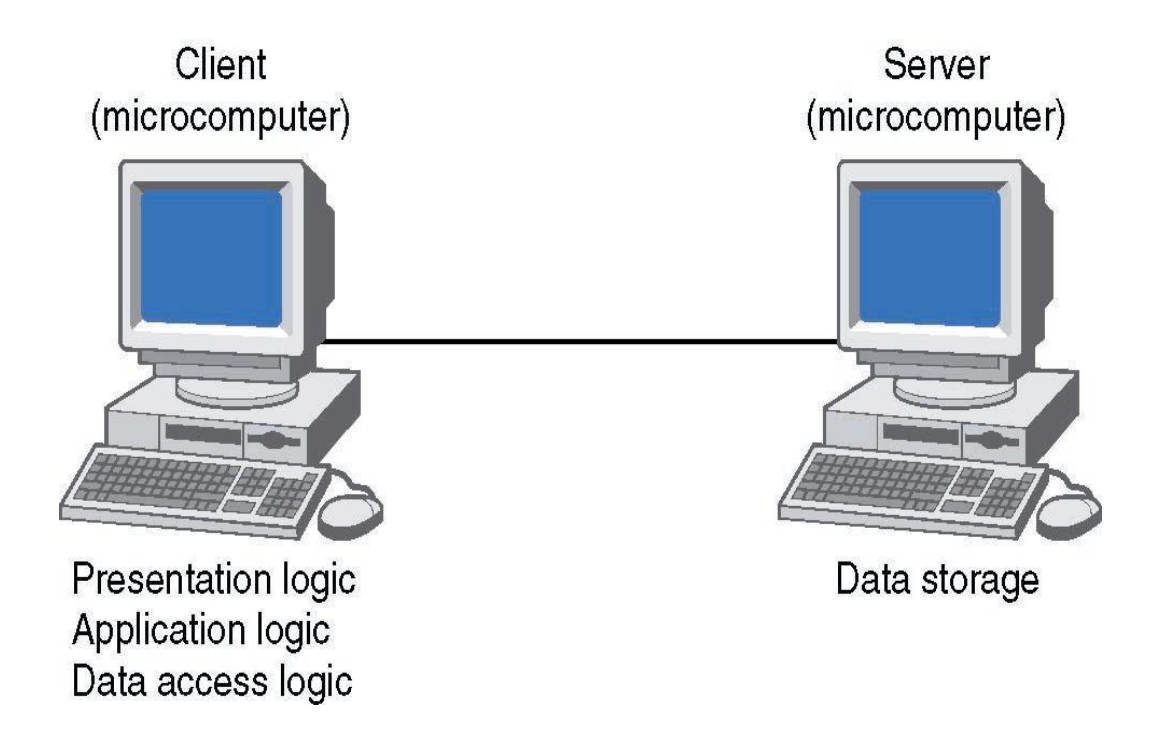 Client
(microcomputer)
Server
(microcomputer)
Presentation logic
Application logic
Data access logic
Data storage